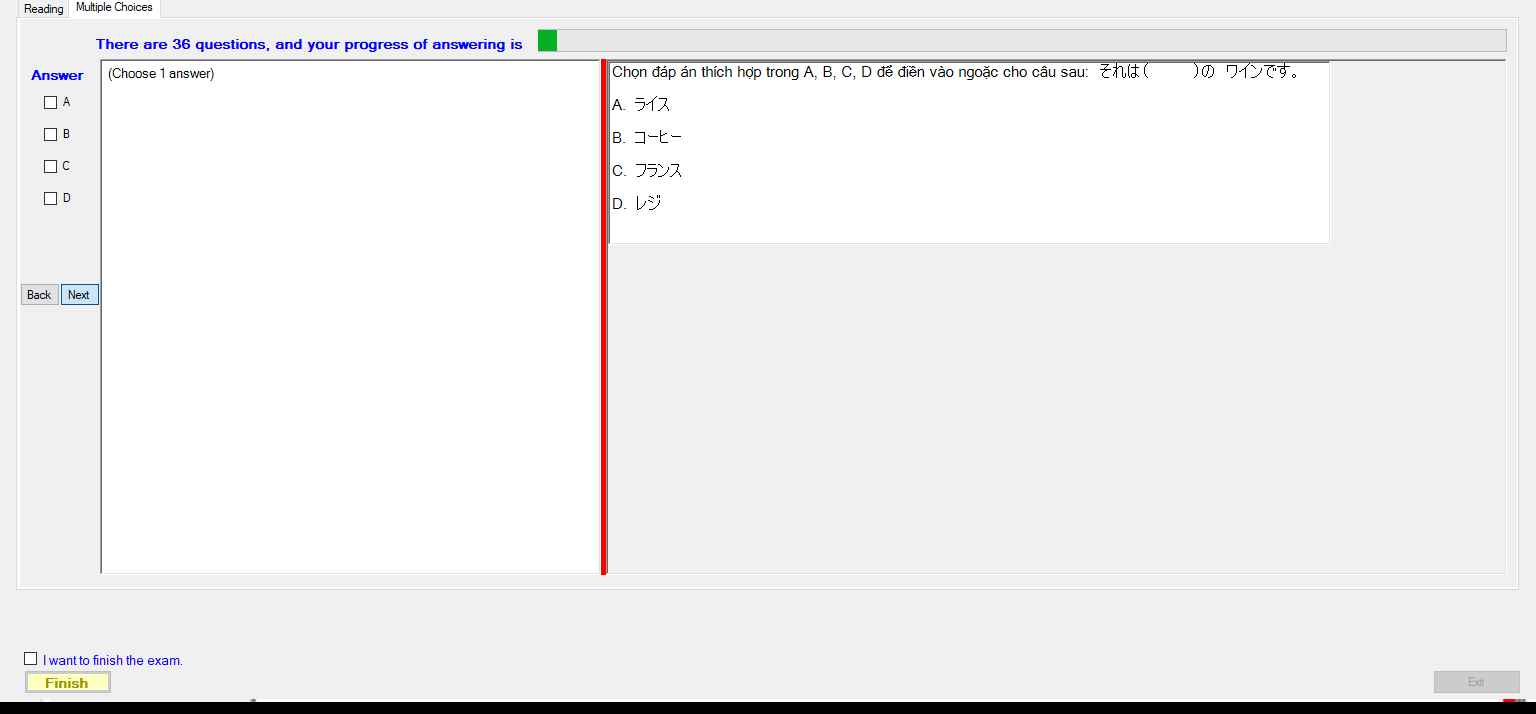 Reading Multiple Choices
There are 36 questions, and your progress of answering is
Answer
A
B
C
D
Back Next
(Choose 1 answer)
Chọn đáp án thích hợp trong A, B, C, D để điền vào ngoặc cho câu sau: それは( )の ワインです。
A. ライス
B. コーヒー
C. フランス
D. レジ
I want to finish the exam.
Finish
Exit